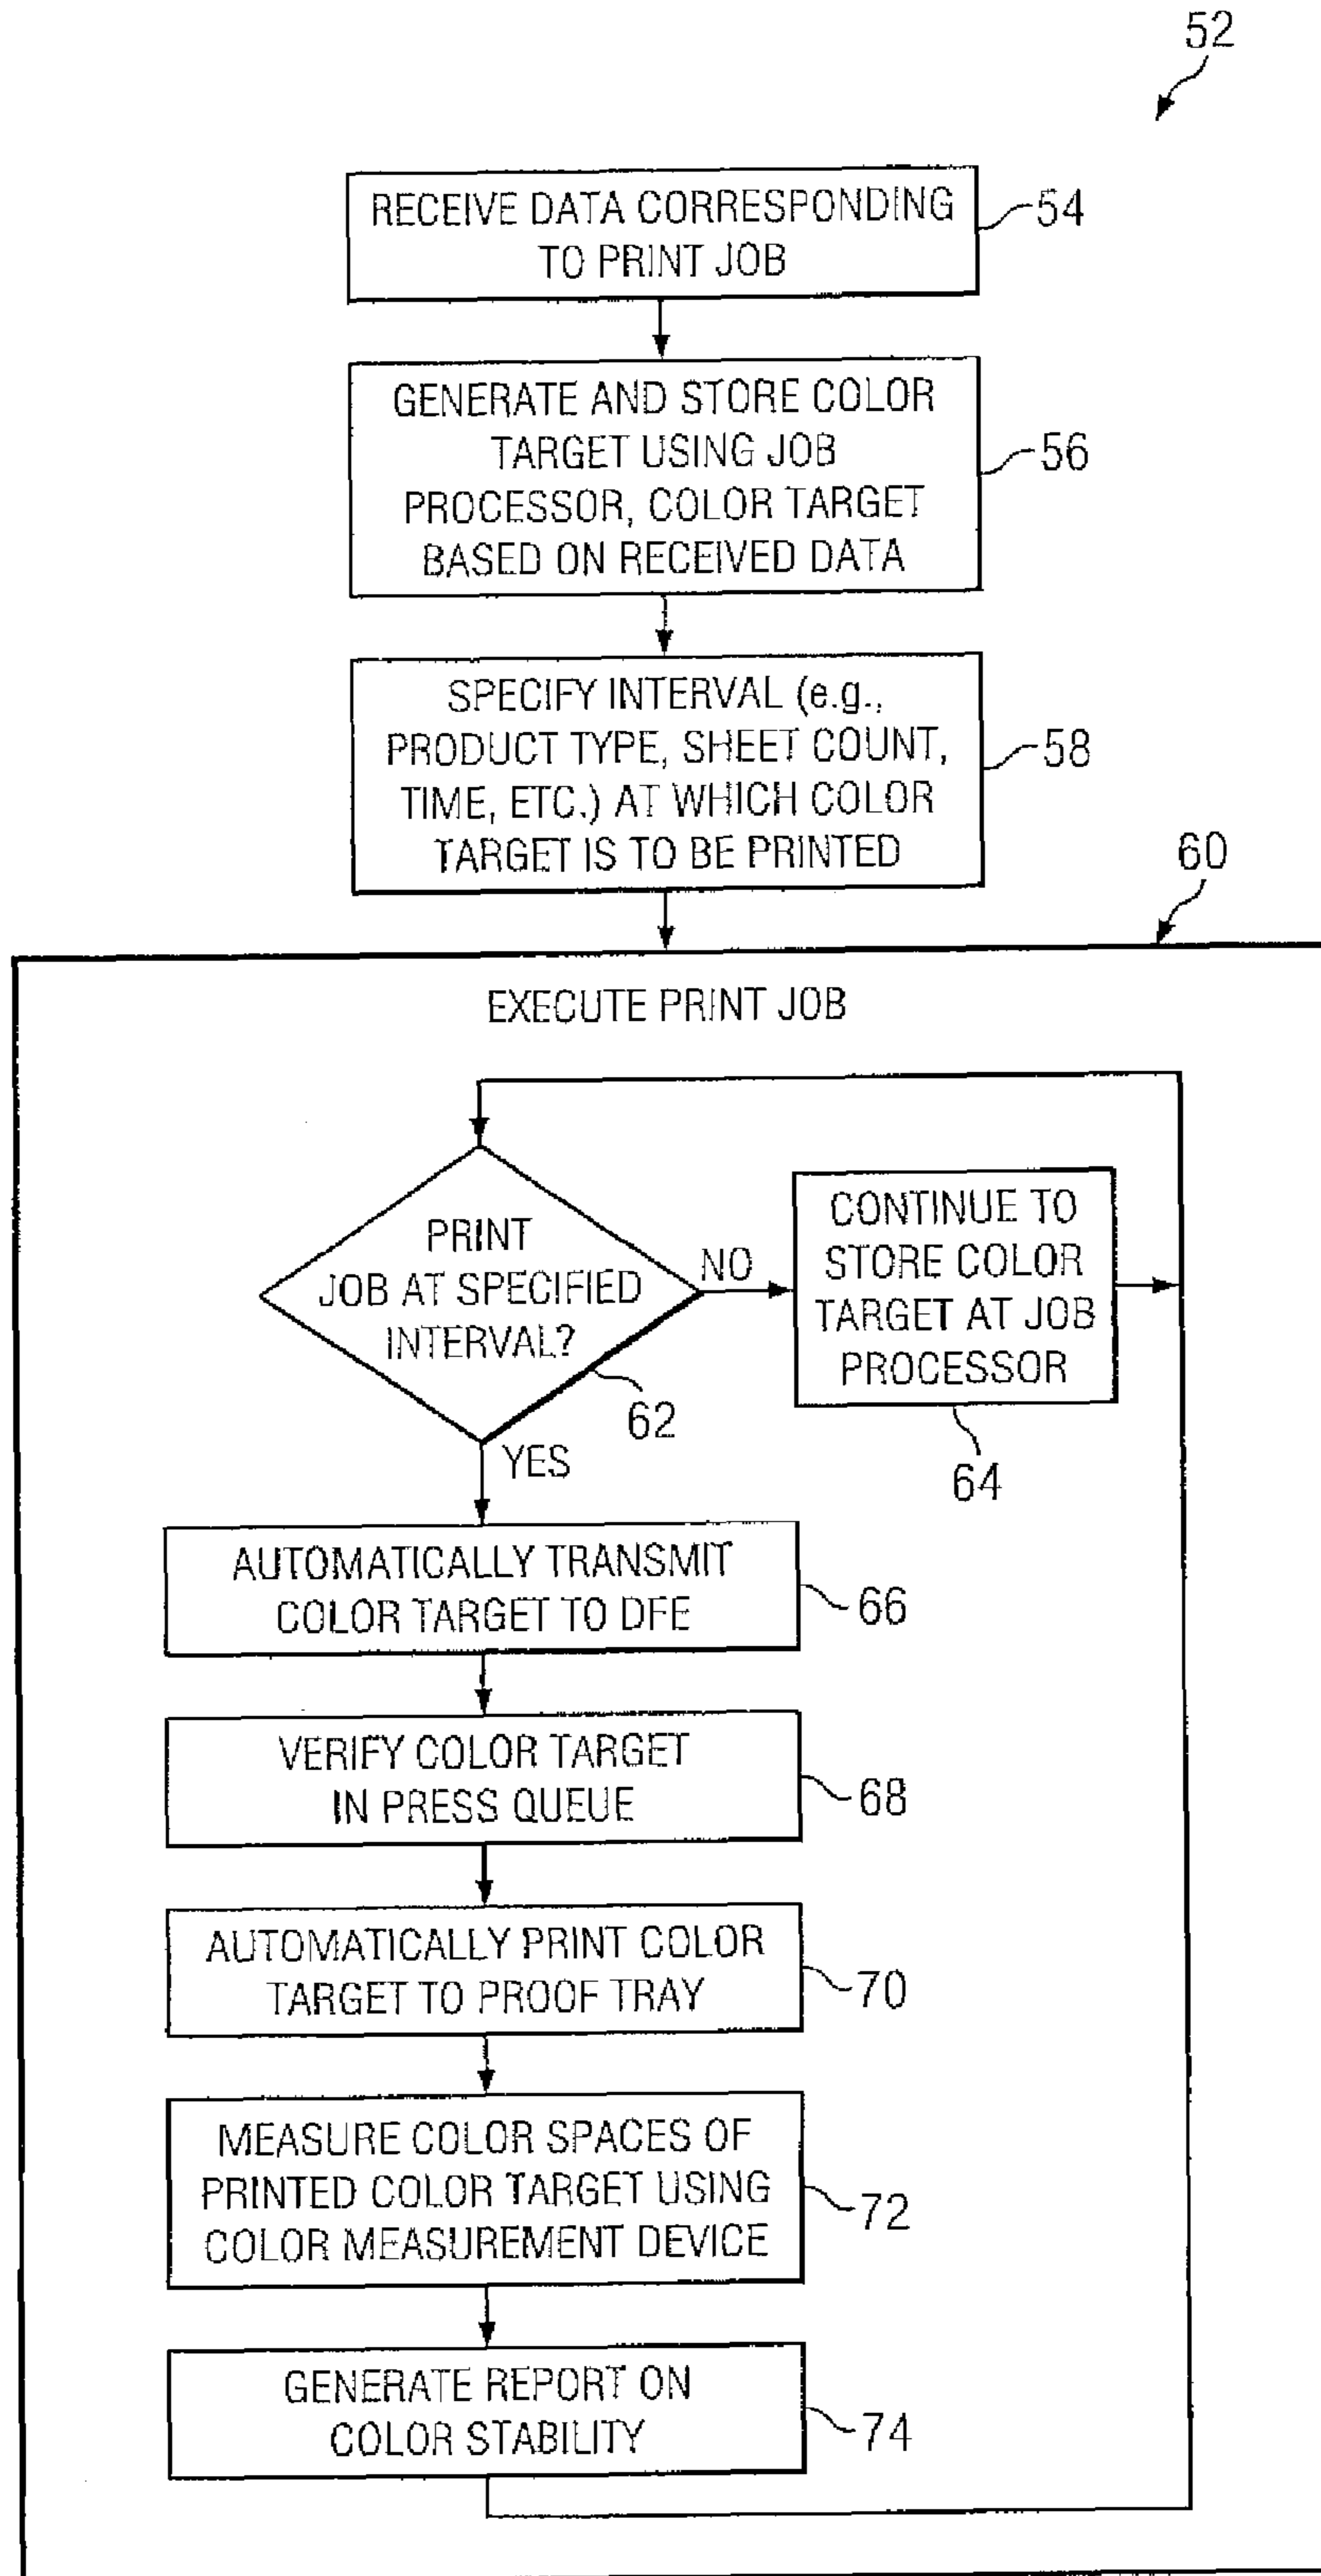 52
RECEIVE DATA CORRESPONDING
TO PRINT JOB
54
GENERATE AND STORE COLOR
TARGET USING JOB
PROCESSOR, COLOR TARGET
BASED ON RECEIVED DATA
56
SPECIFY INTERVAL (e.g.,
PRODUCT TYPE, SHEET COUNT,
TIME, ETC.) AT WHICH COLOR
TARGET IS TO BE PRINTED
58
60
EXECUTE PRINT JOB
PRINT
JOB AT SPECIFIED
INTERVAL?
62
NO
CONTINUE TO
STORE COLOR
TARGET AT JOB
PROCESSOR
64
YES
AUTOMATICALLY TRANSMIT
COLOR TARGET TO DFE
66
VERIFY COLOR TARGET
IN PRESS QUEUE
68
AUTOMATICALLY PRINT COLOR
TARGET TO PROOF TRAY
70
MEASURE COLOR SPACES OF
PRINTED COLOR TARGET USING
COLOR MEASUREMENT DEVICE
72
GENERATE REPORT ON
COLOR STABILITY
74